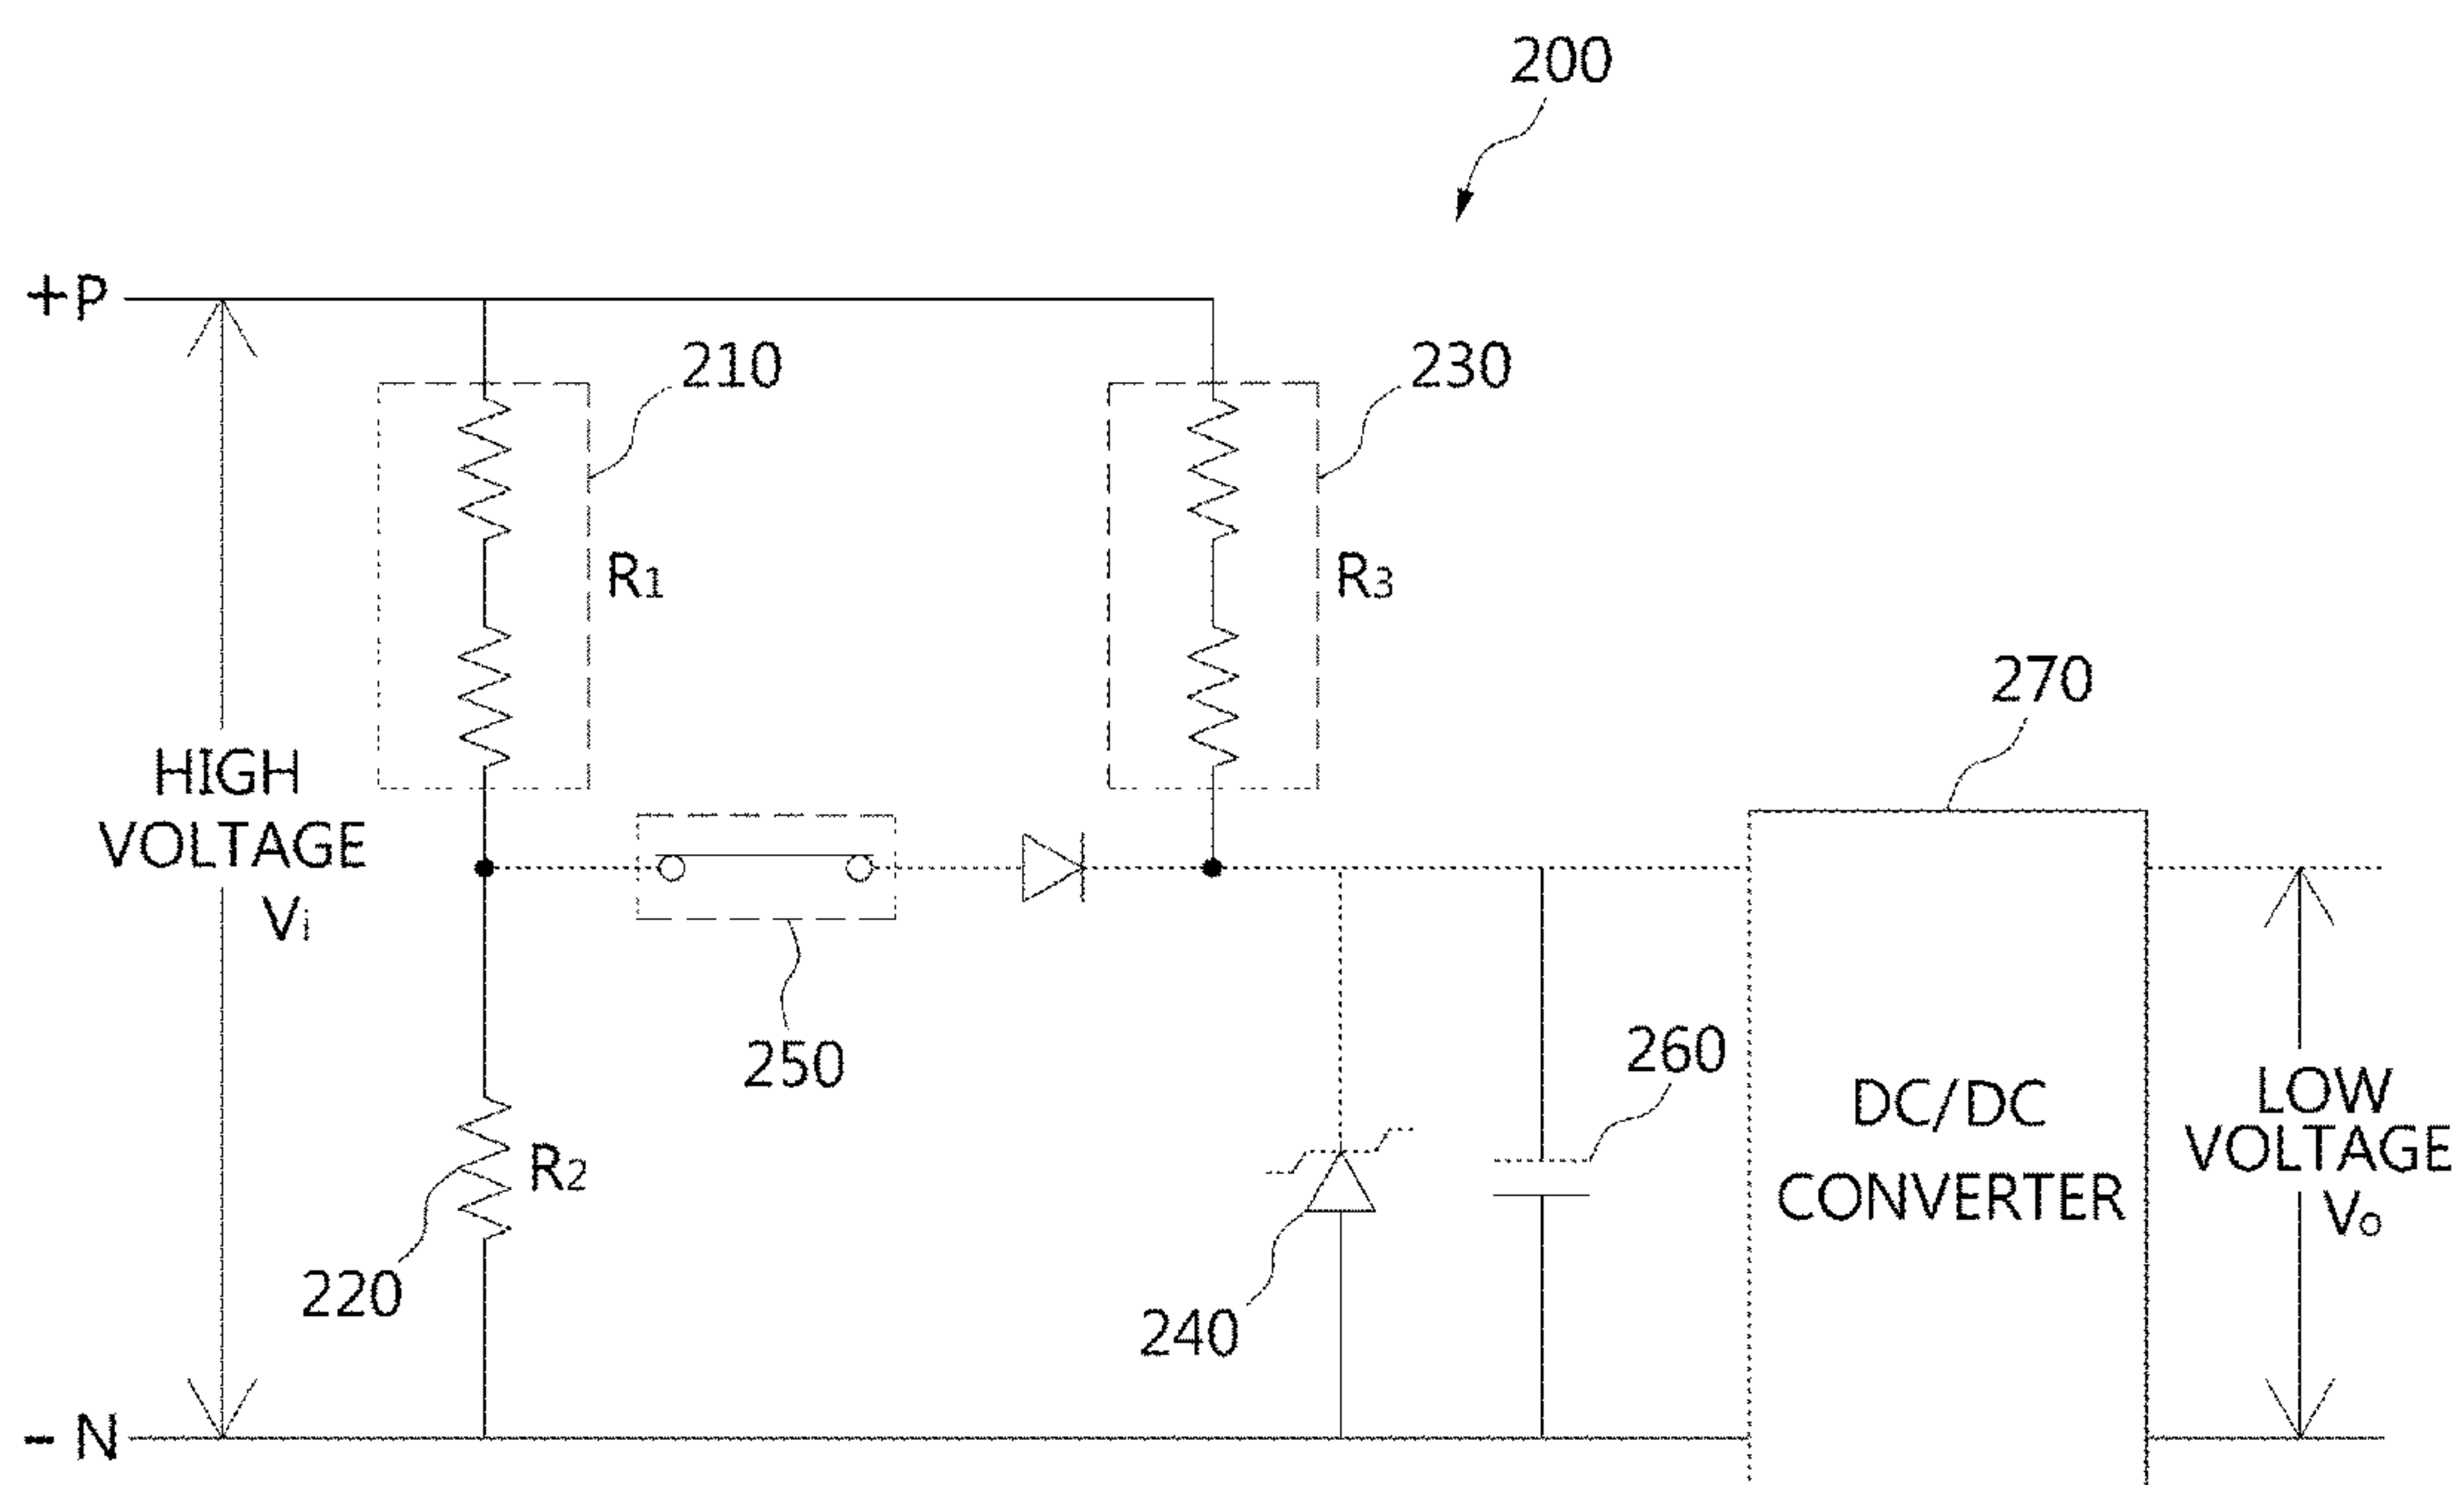 200
+P
210
230
R1
R3
270
HIGH
VOLTAGE
Vi
250
260
DC/DC
CONVERTER
LOW
VOLTAGE
Vo
R2
220
240
- N